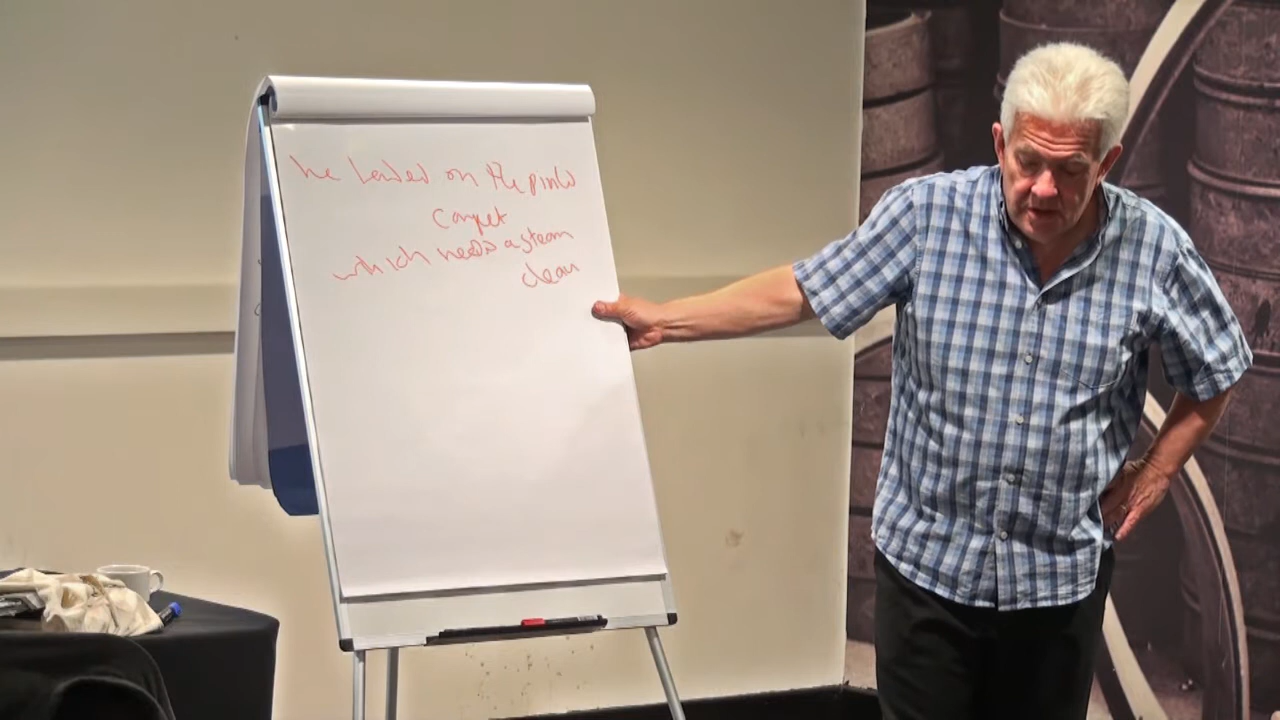 he landed on the pink
carpet
which needs a steam
clean